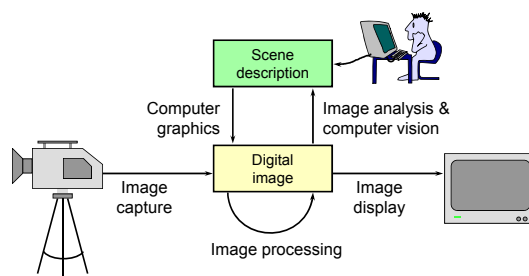 Scene
description
Computer
graphics
Image analysis &
computer vision
Digital
image
Image
capture
Image
display
Image processing